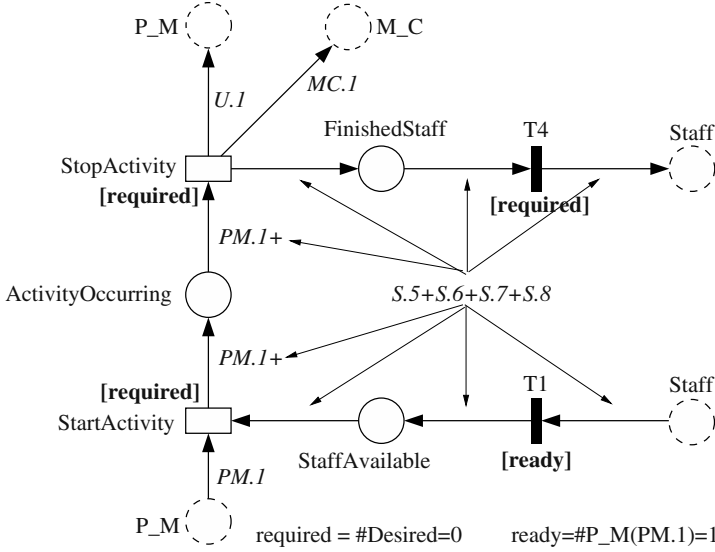 P_M
M_C
U.1
MC.1
FinishedStaff
T4
Staff
StopActivity
[required]
[required]
PM.1+
ActivityOccurring
S.5+S.6+S.7+S.8
PM.1+
[required]
T1
Staff
StartActivity
StaffAvailable
[ready]
PM.1
P_M
required = #Desired=0
ready=#P_M(PM.1)=1